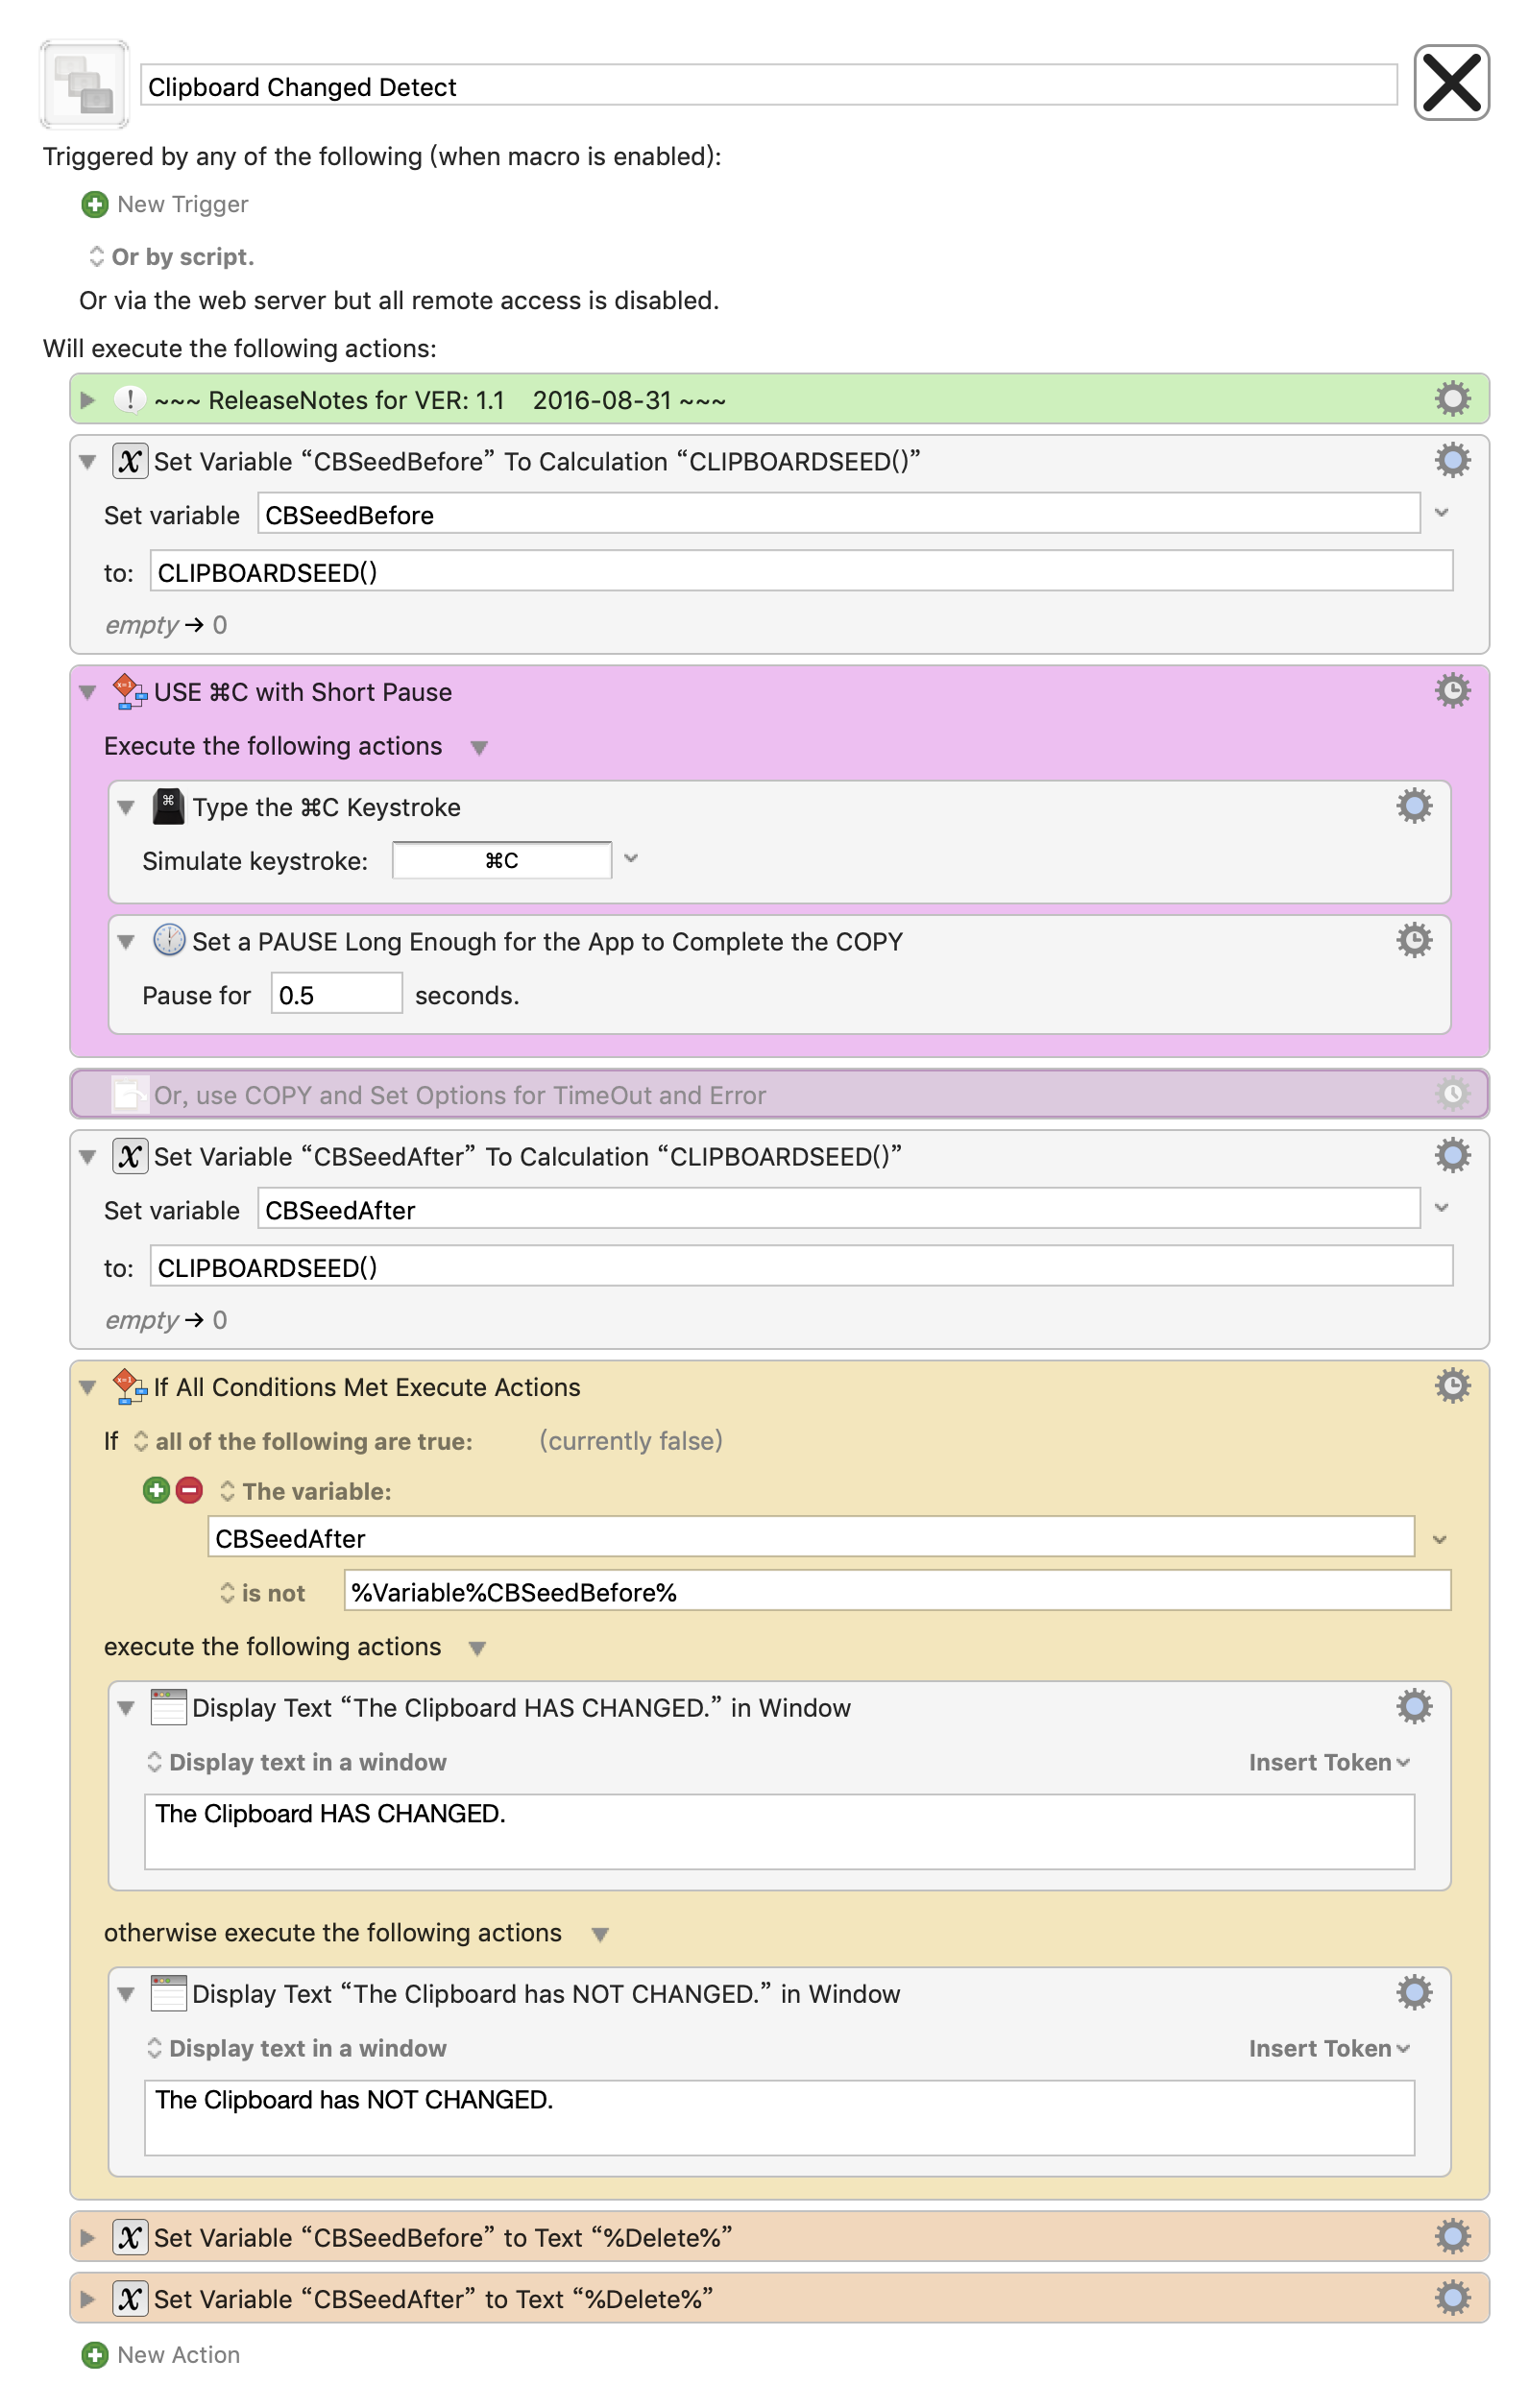 Clipboard Changed Detect
Triggered by any of the following (when macro is enabled):
New Trigger
Or by script.
Or via the web server but all remote access is disabled.
Will execute the following actions:
~~~ ReleaseNotes for VER: 1.1    2016-08-31 ~~~
Set Variable “CBSeedBefore” To Calculation “CLIPBOARDSEED()”
Set variable CBSeedBefore
to: CLIPBOARDSEED()
empty → 0
USE ⌘C with Short Pause
Execute the following actions
Type the ⌘C Keystroke
Simulate keystroke: ⌘C
Set a PAUSE Long Enough for the App to Complete the COPY
Pause for 0.5 seconds.
Or, use COPY and Set Options for TimeOut and Error
Set Variable “CBSeedAfter” To Calculation “CLIPBOARDSEED()”
Set variable CBSeedAfter
to: CLIPBOARDSEED()
empty → 0
If All Conditions Met Execute Actions
If all of the following are true: (currently false)
The variable:
CBSeedAfter
is not %Variable%CBSeedBefore%
execute the following actions
Display Text “The Clipboard HAS CHANGED.” in Window
Display text in a window Insert Token
The Clipboard HAS CHANGED.
otherwise execute the following actions
Display Text “The Clipboard has NOT CHANGED.” in Window
Display text in a window Insert Token
The Clipboard has NOT CHANGED.
Set Variable “CBSeedBefore” to Text “%Delete%”
Set Variable “CBSeedAfter” to Text “%Delete%”
New Action